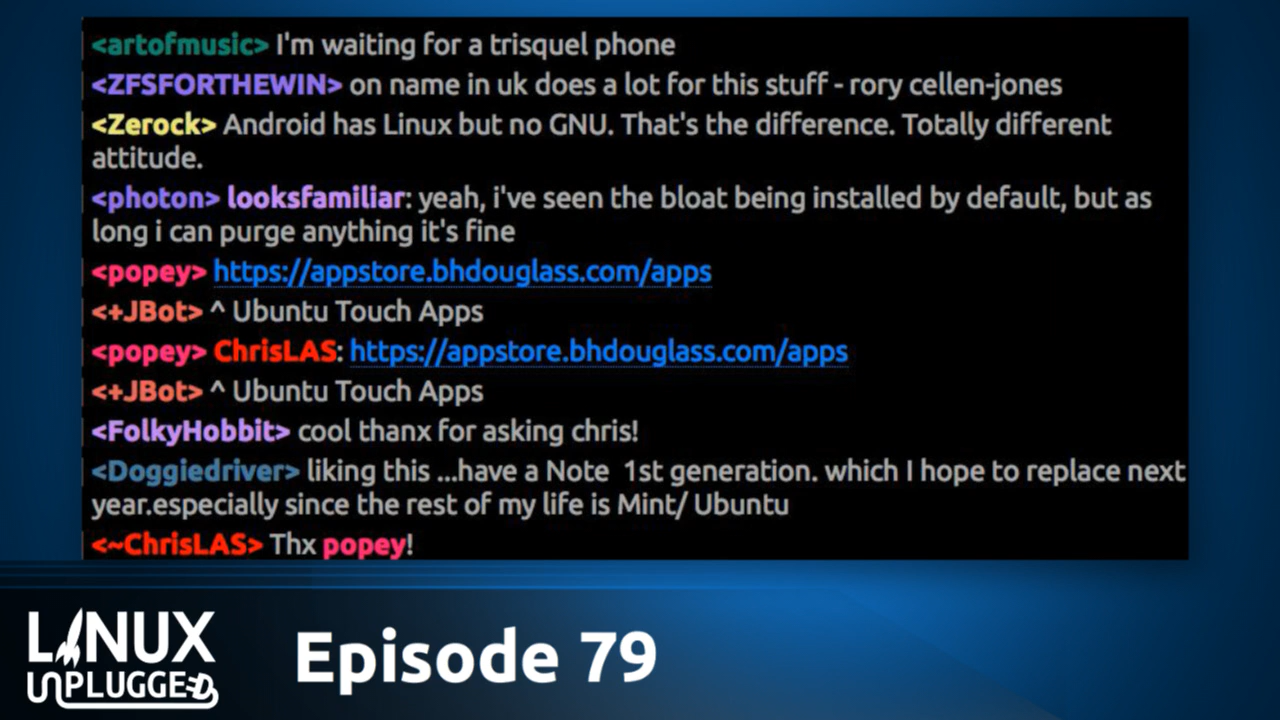 <artofmusic> I'm waiting for a trisquel phone
<ZFSFORTHEWIN> on name in uk does a lot for this stuff - rory cellen-jones
<Zerock> Android has Linux but no GNU. That's the difference. Totally different
attitude.
<photon> looksfamiliar: yeah, i've seen the bloat being installed by default, but as
long i can purge anything it's fine
<popey> https://appstore.bhdouglass.com/apps
<+JBot> ^ Ubuntu Touch Apps
<popey> ChrisLAS: https://appstore.bhdouglass.com/apps
<+JBot> ^ Ubuntu Touch Apps
<FolkyHobbit> cool thanx for asking chris!
<Doggiedriver> liking this ...have a Note  1st generation. which I hope to replace next
year.especially since the rest of my life is Mint/ Ubuntu
<~ChrisLAS> Thx popey!
LINUX
UNPLUGGED
Episode 79